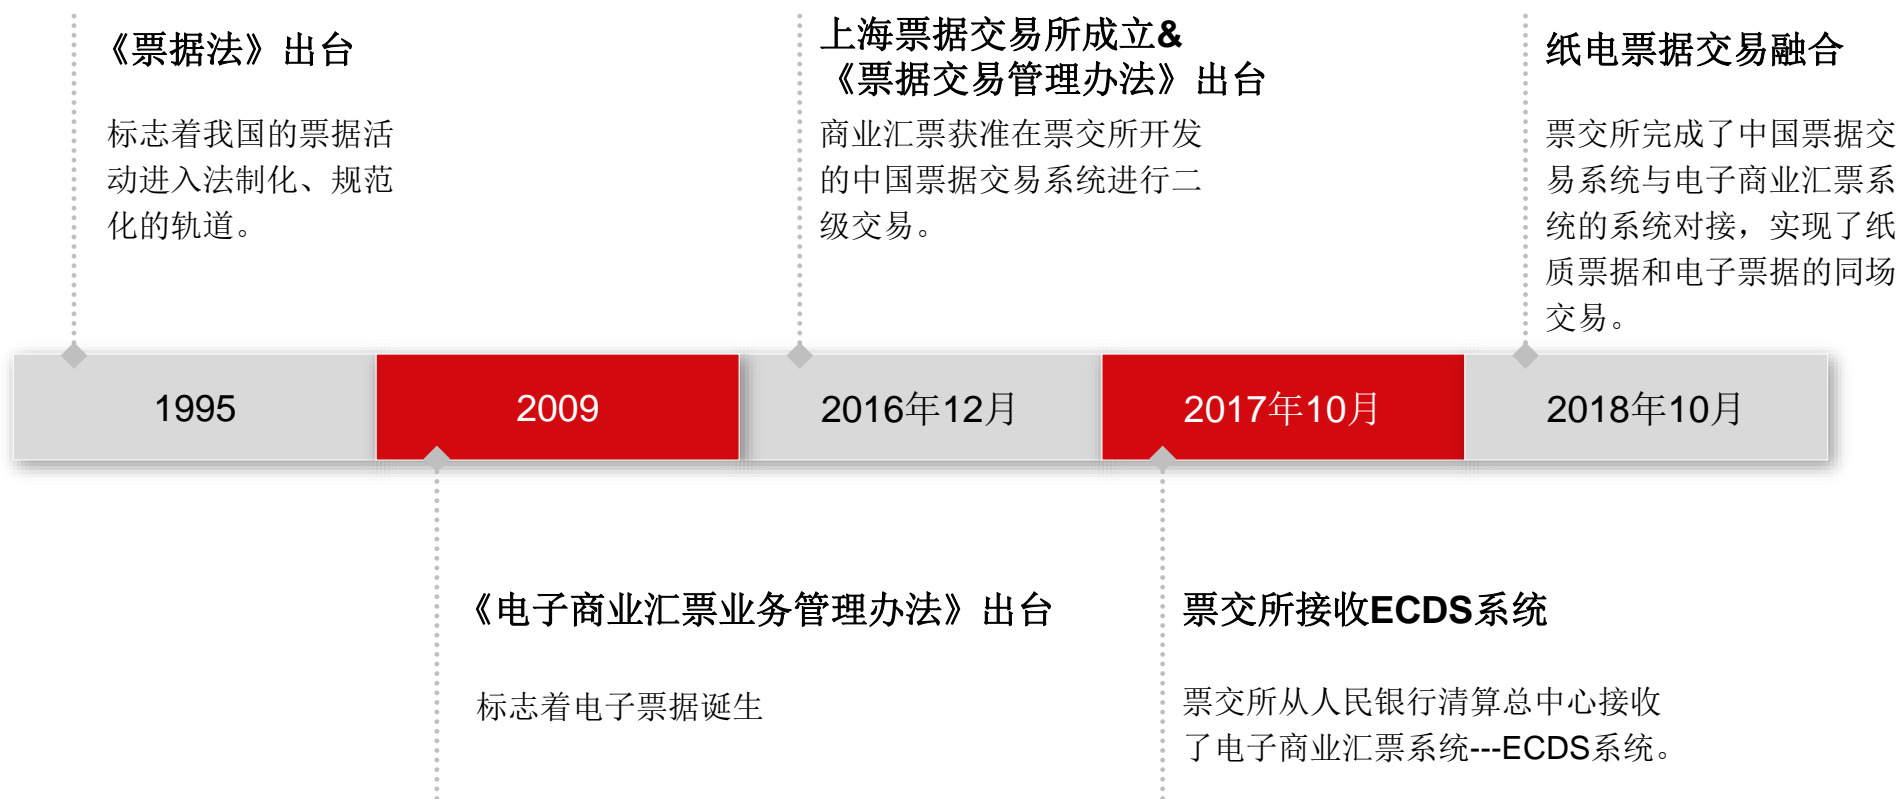 《票据法》出台
标志着我国的票据活
动进入法制化、规范
化的轨道。
上海票据交易所成立&
《票据交易管理办法》出台
商业汇票获准在票交所开发
的中国票据交易系统进行二
级交易。
纸电票据交易融合
票交所完成了中国票据交
易系统与电子商业汇票系
统的系统对接，实现了纸
质票据和电子票据的同场
交易。
1995
2009
2016年12月
2017年10月
2018年10月
《电子商业汇票业务管理办法》出台
标志着电子票据诞生
票交所接收ECDS系统
票交所从人民银行清算总中心接收
了电子商业汇票系统---ECDS系统。